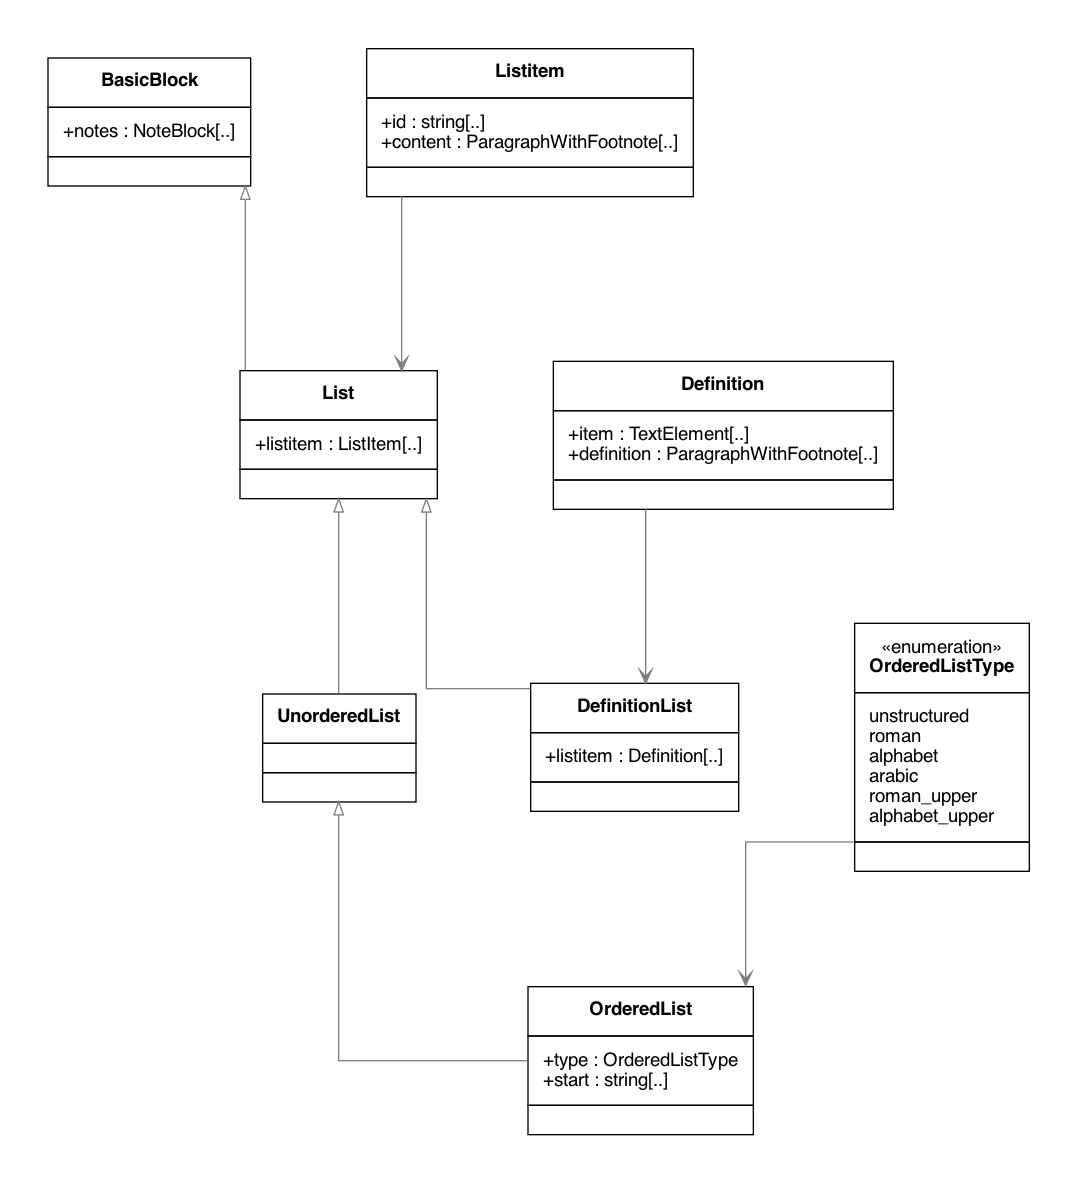 BasicBlock
+notes : NoteBlock[..]
Listitem
+id : string[..]
+content : ParagraphWithFootnote[..]
List
+listitem : ListItem[..]
Definition
+item : TextElement[..]
+definition : ParagraphWithFootnote[..]
«enumeration»
OrderedListType
unstructured
roman
alphabet
arabic
roman_upper
alphabet_upper
UnorderedList
DefinitionList
+listitem : Definition[..]
OrderedList
+type : OrderedListType
+start : string[..]